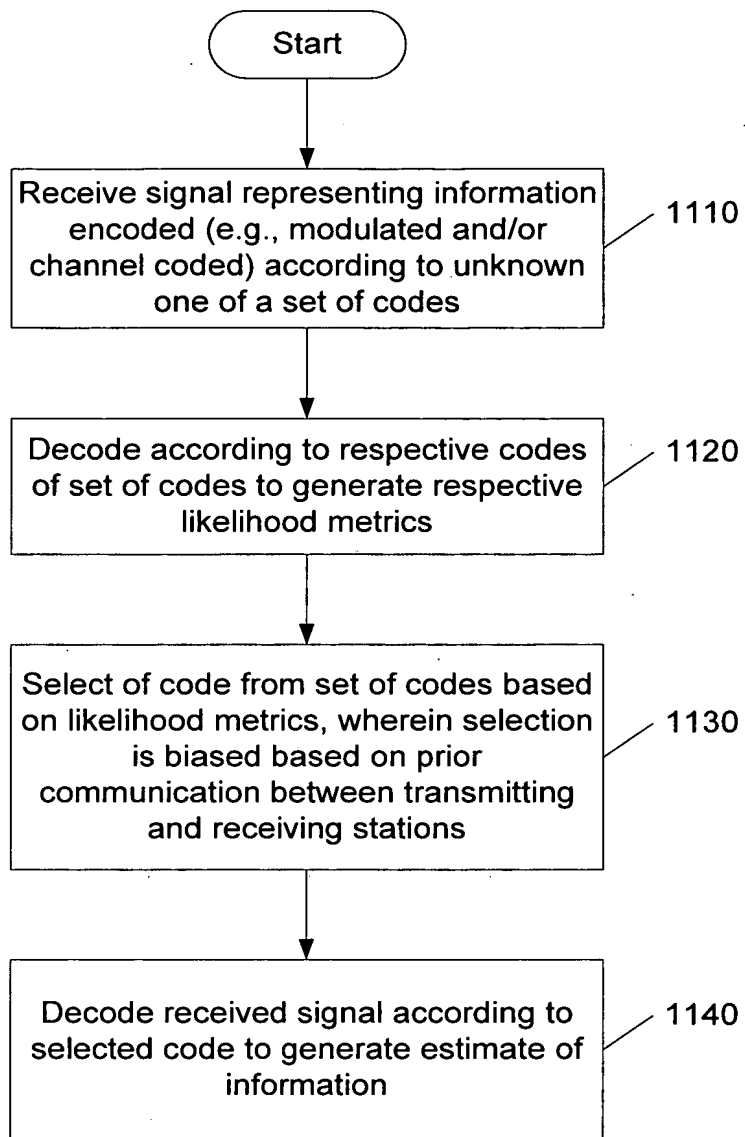 Start
Receive signal representing information
encoded (e.g., modulated and/or
channel coded) according to unknown
one of a set of codes
1110
Decode according to respective codes
of set of codes to generate respective
likelihood metrics
1120
Select of code from set of codes based
on likelihood metrics, wherein selection
is biased based on prior
communication between transmitting
and receiving stations
1130
Decode received signal according to
selected code to generate estimate of
information
1140